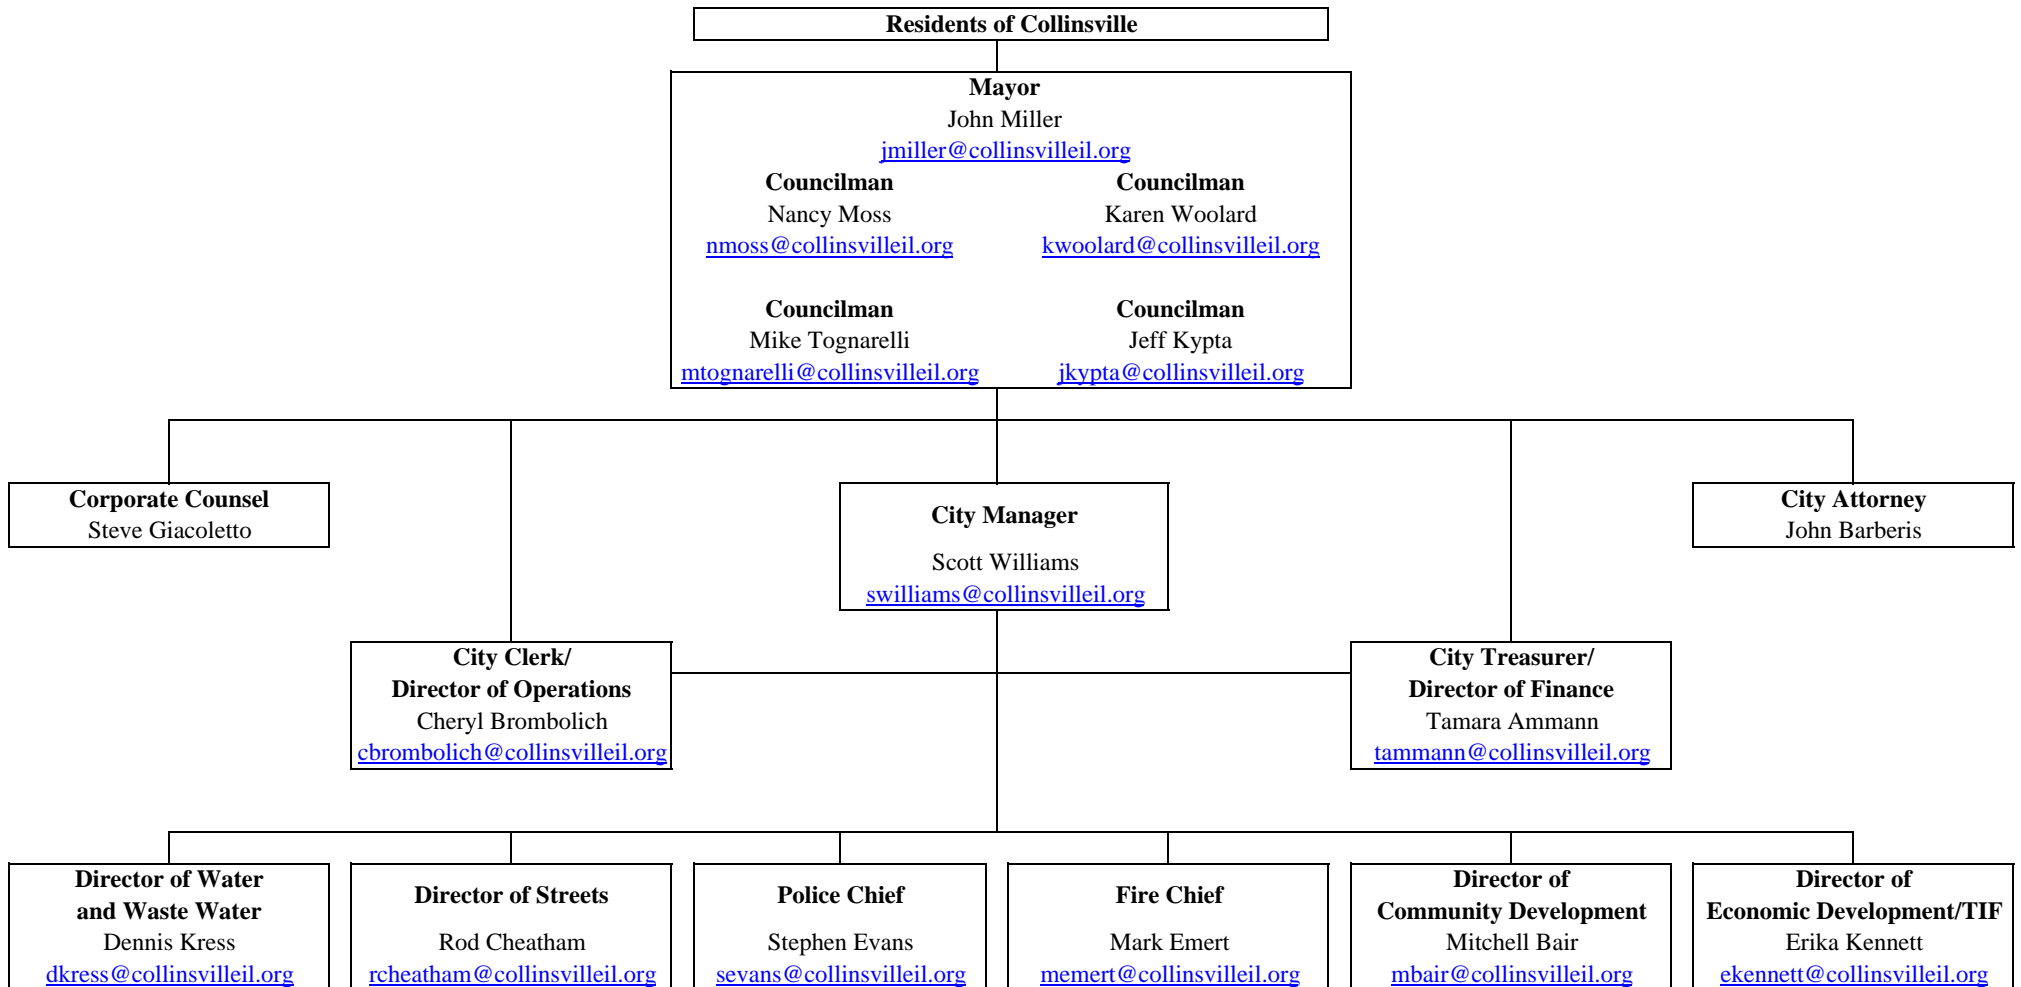 Residents of Collinsville
Mayor
John Miller
jmiller@collinsvilleil.org
Councilman
Nancy Moss
nmoss@collinsvilleil.org
Councilman
Karen Woolard
kwoolard@collinsvilleil.org
Councilman
Mike Tognarelli
mtognarelli@collinsvilleil.org
Councilman
Jeff Kypta
jkypta@collinsvilleil.org
Corporate Counsel
Steve Giacoletto
City Manager
Scott Williams
swilliams@collinsvilleil.org
City Attorney
John Barberis
City Clerk/
Director of Operations
Cheryl Brombolich
cbrombolich@collinsvilleil.org
City Treasurer/
Director of Finance
Tamara Ammann
tammann@collinsvilleil.org
Director of Water
and Waste Water
Dennis Kress
dkress@collinsvilleil.org
Director of Streets
Rod Cheatham
rcheatham@collinsvilleil.org
Police Chief
Stephen Evans
sevans@collinsvilleil.org
Fire Chief
Mark Emert
memert@collinsvilleil.org
Director of
Community Development
Mitchell Bair
mbair@collinsvilleil.org
Director of
Economic Development/TIF
Erika Kennett
ekennett@collinsvilleil.org